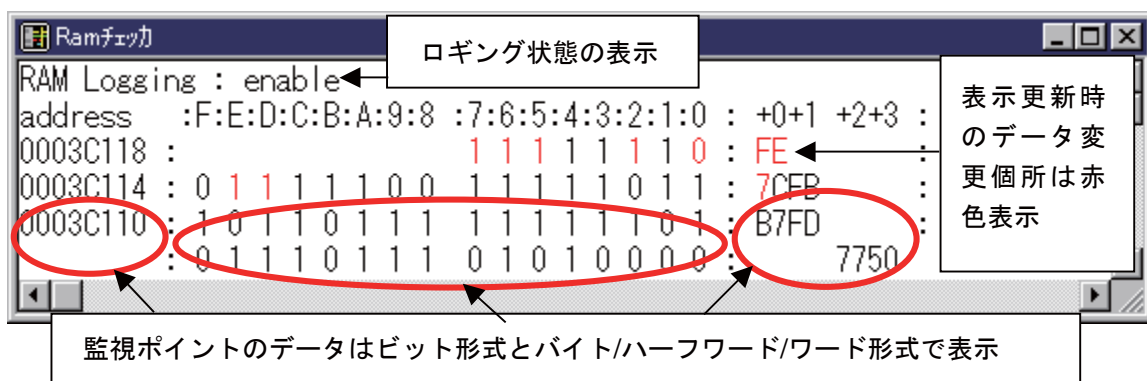 Ramﾁｪｯｶ
ロギング状態の表示
RAM Logging : enable
address :F:E:D:C:B:A:9:8 :7:6:5:4:3:2:1:0 : +0+1 +2+3 :
0003C118 : 1 1 1 1 1 1 1 0 : FE :
0003C114 : 0 1 1 1 1 1 0 0 1 1 1 1 1 0 1 1 : 7CFB :
0003C110 : 1 0 1 1 0 1 1 1 1 1 1 1 1 1 0 1 : B7FD :
: 0 1 1 1 0 1 1 1 0 1 0 1 0 0 0 0 : 7750
表示更新時
のデータ変
更個所は赤
色表示
監視ポイントのデータはビット形式とバイト/ハーフワード/ワード形式で表示